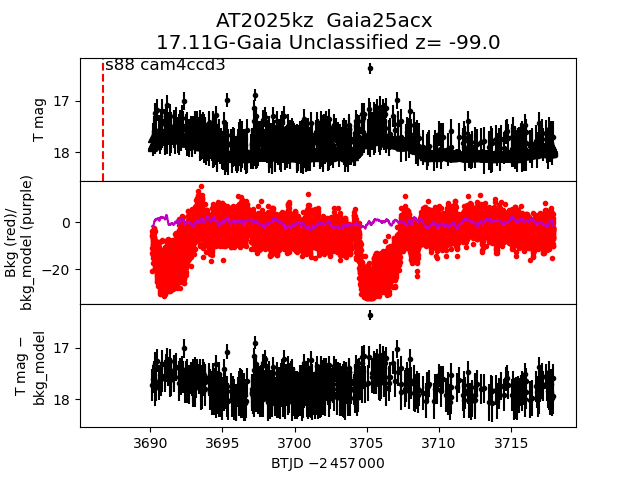 AT2025kz  Gaia25acx
17.11G-Gaia Unclassified z= -99.0
s88 cam4ccd3
T mag
17
18
Bkg (red)/
bkg_model (purple)
0
−20
T mag −
bkg_model
17
18
3690 3695 3700 3705 3710 3715
BTJD −2 457 000